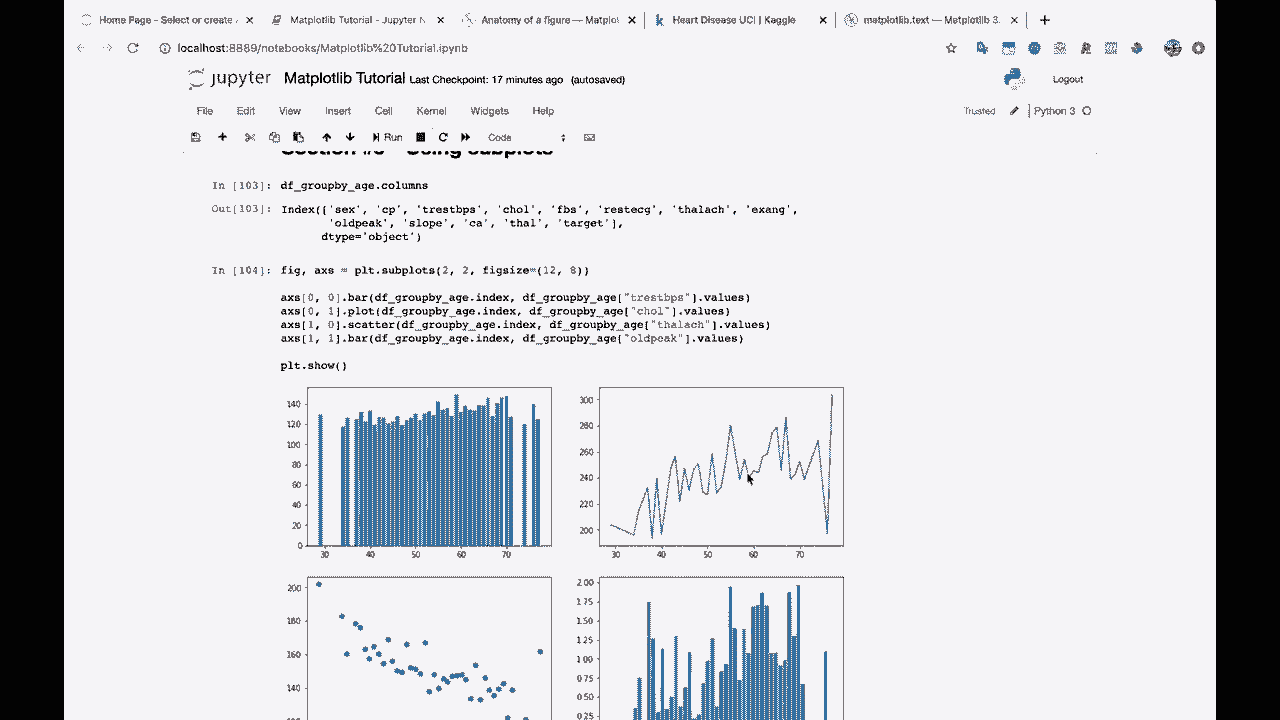 Home Page - Select or create
Matplotlib Tutorial - Jupyter N
Anatomy of a figure — Matplot
Heart Disease UCI | Kaggle
matplotlib.text — Matplotlib 3.
localhost:8889/notebooks/Matplotlib%20Tutorial.ipynb
jupyter Matplotlib Tutorial Last Checkpoint: 17 minutes ago (autosaved)
Logout
File Edit View Insert Cell Kernel Widgets Help
Trusted Python 3
Run Code
Using subplots
In [103]: df_groupby_age.columns
Out[103]: Index(['sex', 'cp', 'trestbps', 'chol', 'fbs', 'restecg', 'thalach', 'exang',
'oldpeak', 'slope', 'ca', 'thal', 'target'],
dtype='object')
In [104]: fig, axs = plt.subplots(2, 2, figsize=(12, 8))
axs[0, 0].bar(df_groupby_age.index, df_groupby_age["trestbps"].values)
axs[0, 1].plot(df_groupby_age.index, df_groupby_age["chol"].values)
axs[1, 0].scatter(df_groupby_age.index, df_groupby_age["thalach"].values)
axs[1, 1].bar(df_groupby_age.index, df_groupby_age["oldpeak"].values)
plt.show()
140
120
100
80
60
40
20
0
30 40 50 60 70
300
280
260
240
220
200
30 40 50 60 70
200
180
160
140
2.00
1.75
1.50
1.25
1.00
0.75
0.50
0.25